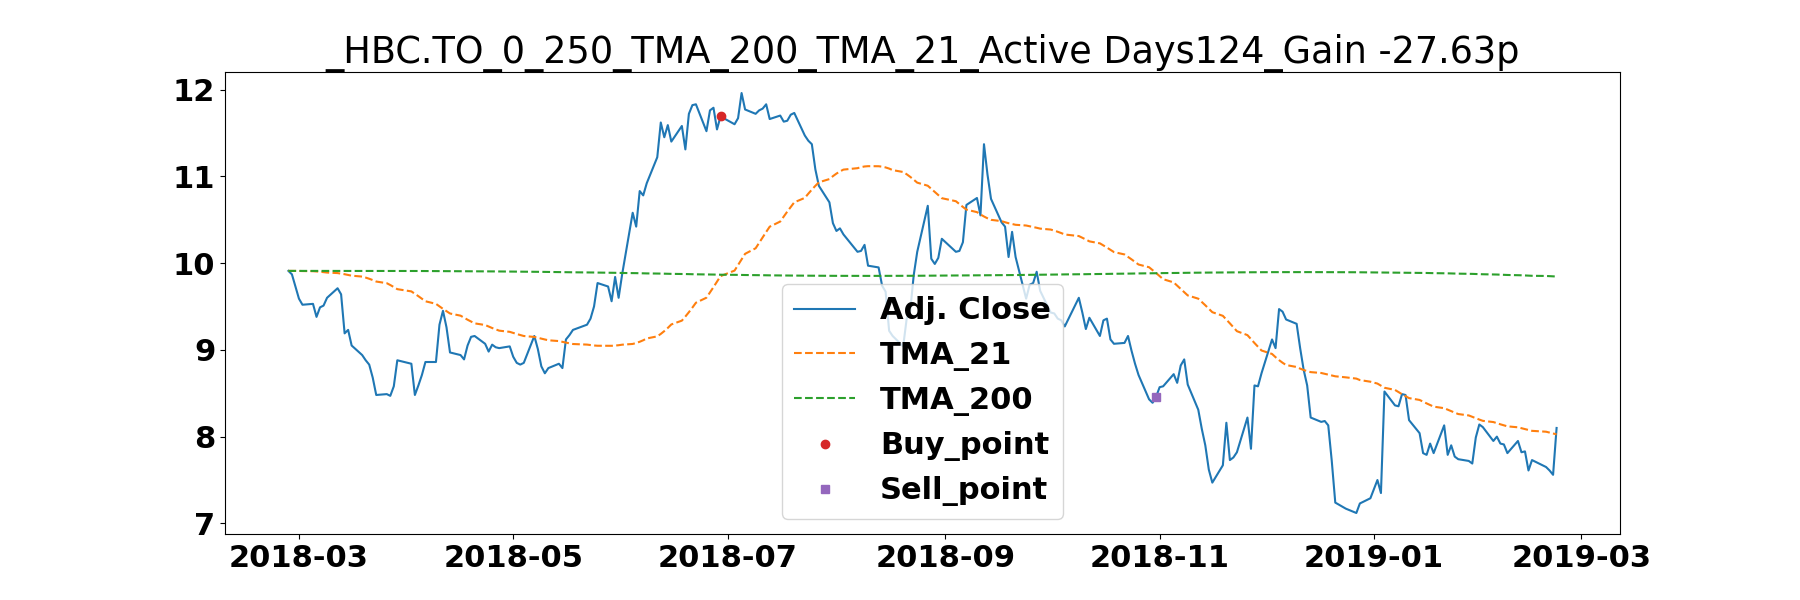 _HBC.TO_0_250_TMA_200_TMA_21_Active Days124_Gain -27.63p
12
11
10
9
8
7
Adj. Close
TMA_21
TMA_200
Buy_point
Sell_point
2018-03 2018-05 2018-07 2018-09 2018-11 2019-01 2019-03